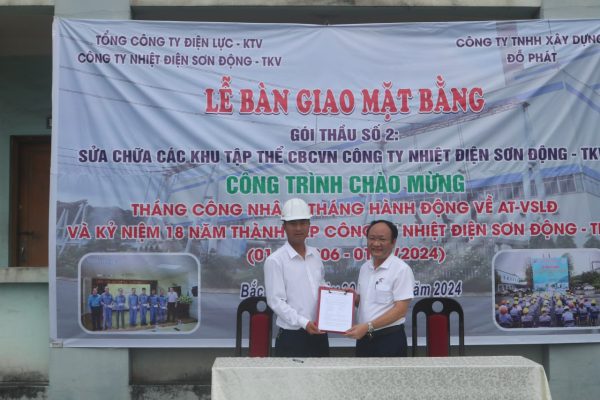 TỔNG CÔNG TY ĐIỆN LỰC - KTV
CÔNG TY NHIỆT ĐIỆN SƠN ĐỘNG - TKV
CÔNG TY TNHH XÂY DỰNG
ĐỖ PHÁT
LỄ BÀN GIAO MẶT BẰNG
GÓI THẦU SỐ 2:
SỬA CHỮA CÁC KHU TẬP THỂ CBCVN CÔNG TY NHIỆT ĐIỆN SƠN ĐỘNG - TKV
CÔNG TRÌNH CHÀO MỪNG
THÁNG CÔNG NHÂN THÁNG HÀNH ĐỘNG VỀ AT-VSLĐ
VÀ KỶ NIỆM 18 NĂM THÀNH CÔNG NHIỆT ĐIỆN SƠN ĐỘNG -
2024)
Bắc 2024